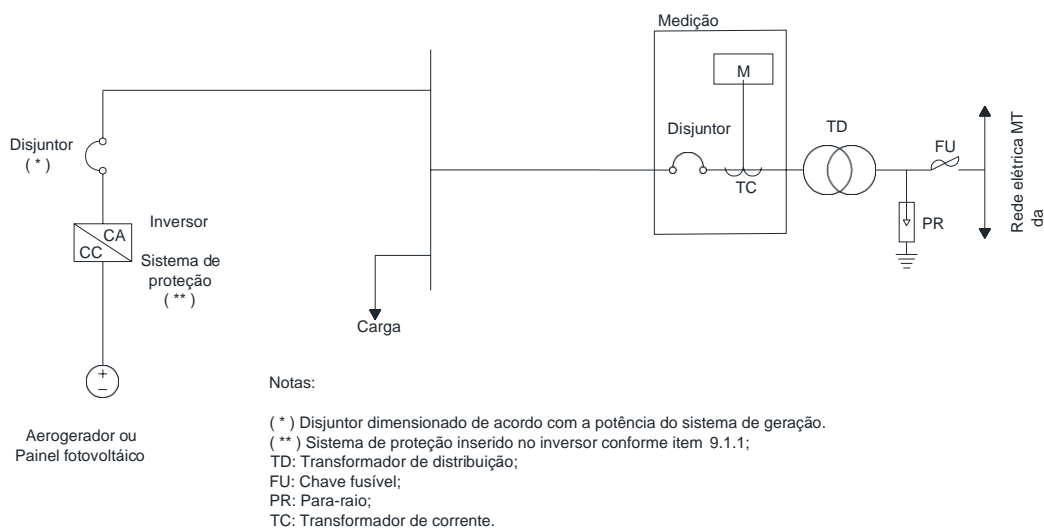 Medição
M
Disjuntor
TC
TD
FU
PR
Rede elétrica MT
da
Disjuntor
( * )
Inversor
CA
CC
Sistema de
proteção
( ** )
Carga
+
–
Aerogerador ou
Painel fotovoltáico
Notas:
( * ) Disjuntor dimensionado de acordo com a potência do sistema de geração.
( ** ) Sistema de proteção inserido no inversor conforme item 9.1.1;
TD: Transformador de distribuição;
FU: Chave fusível;
PR: Para-raio;
TC: Transformador de corrente.